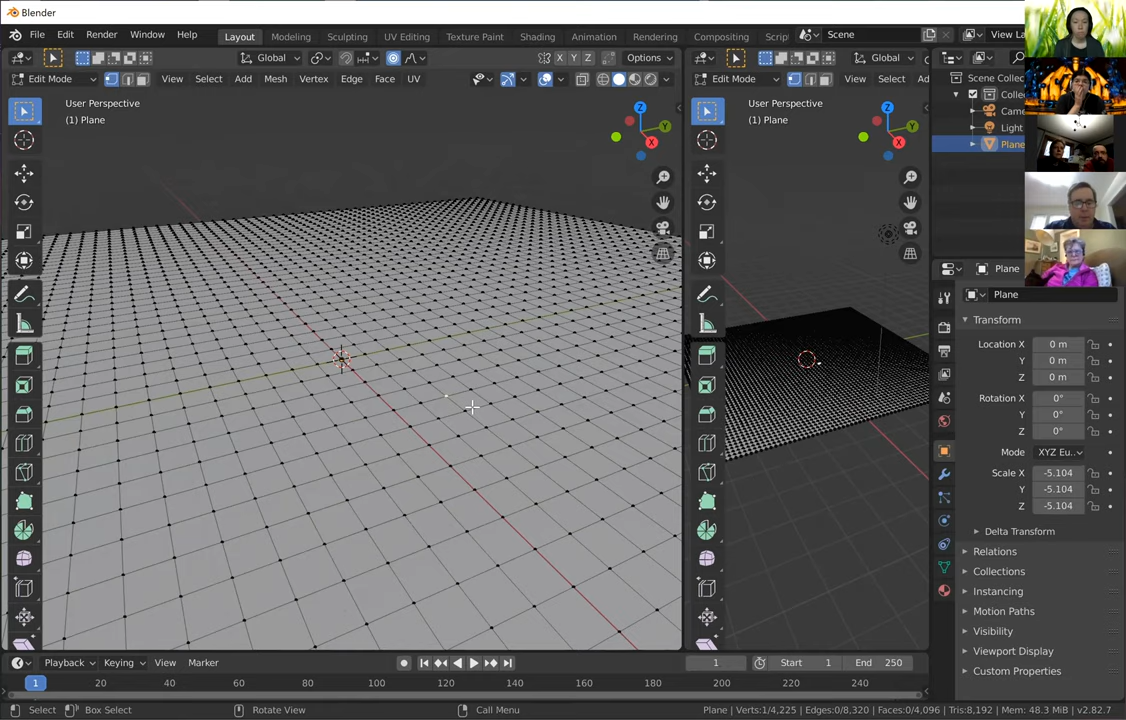 Blender
File Edit Render Window Help Layout Modeling Sculpting UV Editing Texture Paint Shading Animation Rendering Compositing Scrip Scene View La
Global Options Global
Edit Mode View Select Add Mesh Vertex Edge Face UV Edit Mode View Select Scene Collec
Colle
Came
Light
Plane
User Perspective
(1) Plane
Z
Y
X
User Perspective
(1) Plane
Z
Y
X
X Y Z
Plane
Plane
Transform
Location X 0 m
Y 0 m
Z 0 m
Rotation X 0°
Y 0°
Z 0°
Mode XYZ Eu..
Scale X -5.104
Y -5.104
Z -5.104
Delta Transform
Relations
Collections
Instancing
Motion Paths
Visibility
Viewport Display
Custom Properties
Playback Keying View Marker 1 Start 1 End 250
1 20 40 60 80 100 120 140 160 180 200 220 240
Select Box Select Rotate View Call Menu Plane | Verts:1/4,225 | Edges:0/8,320 | Faces:0/4,096 | Tris:8,192 | Mem: 48.3 MiB | v2.82.7